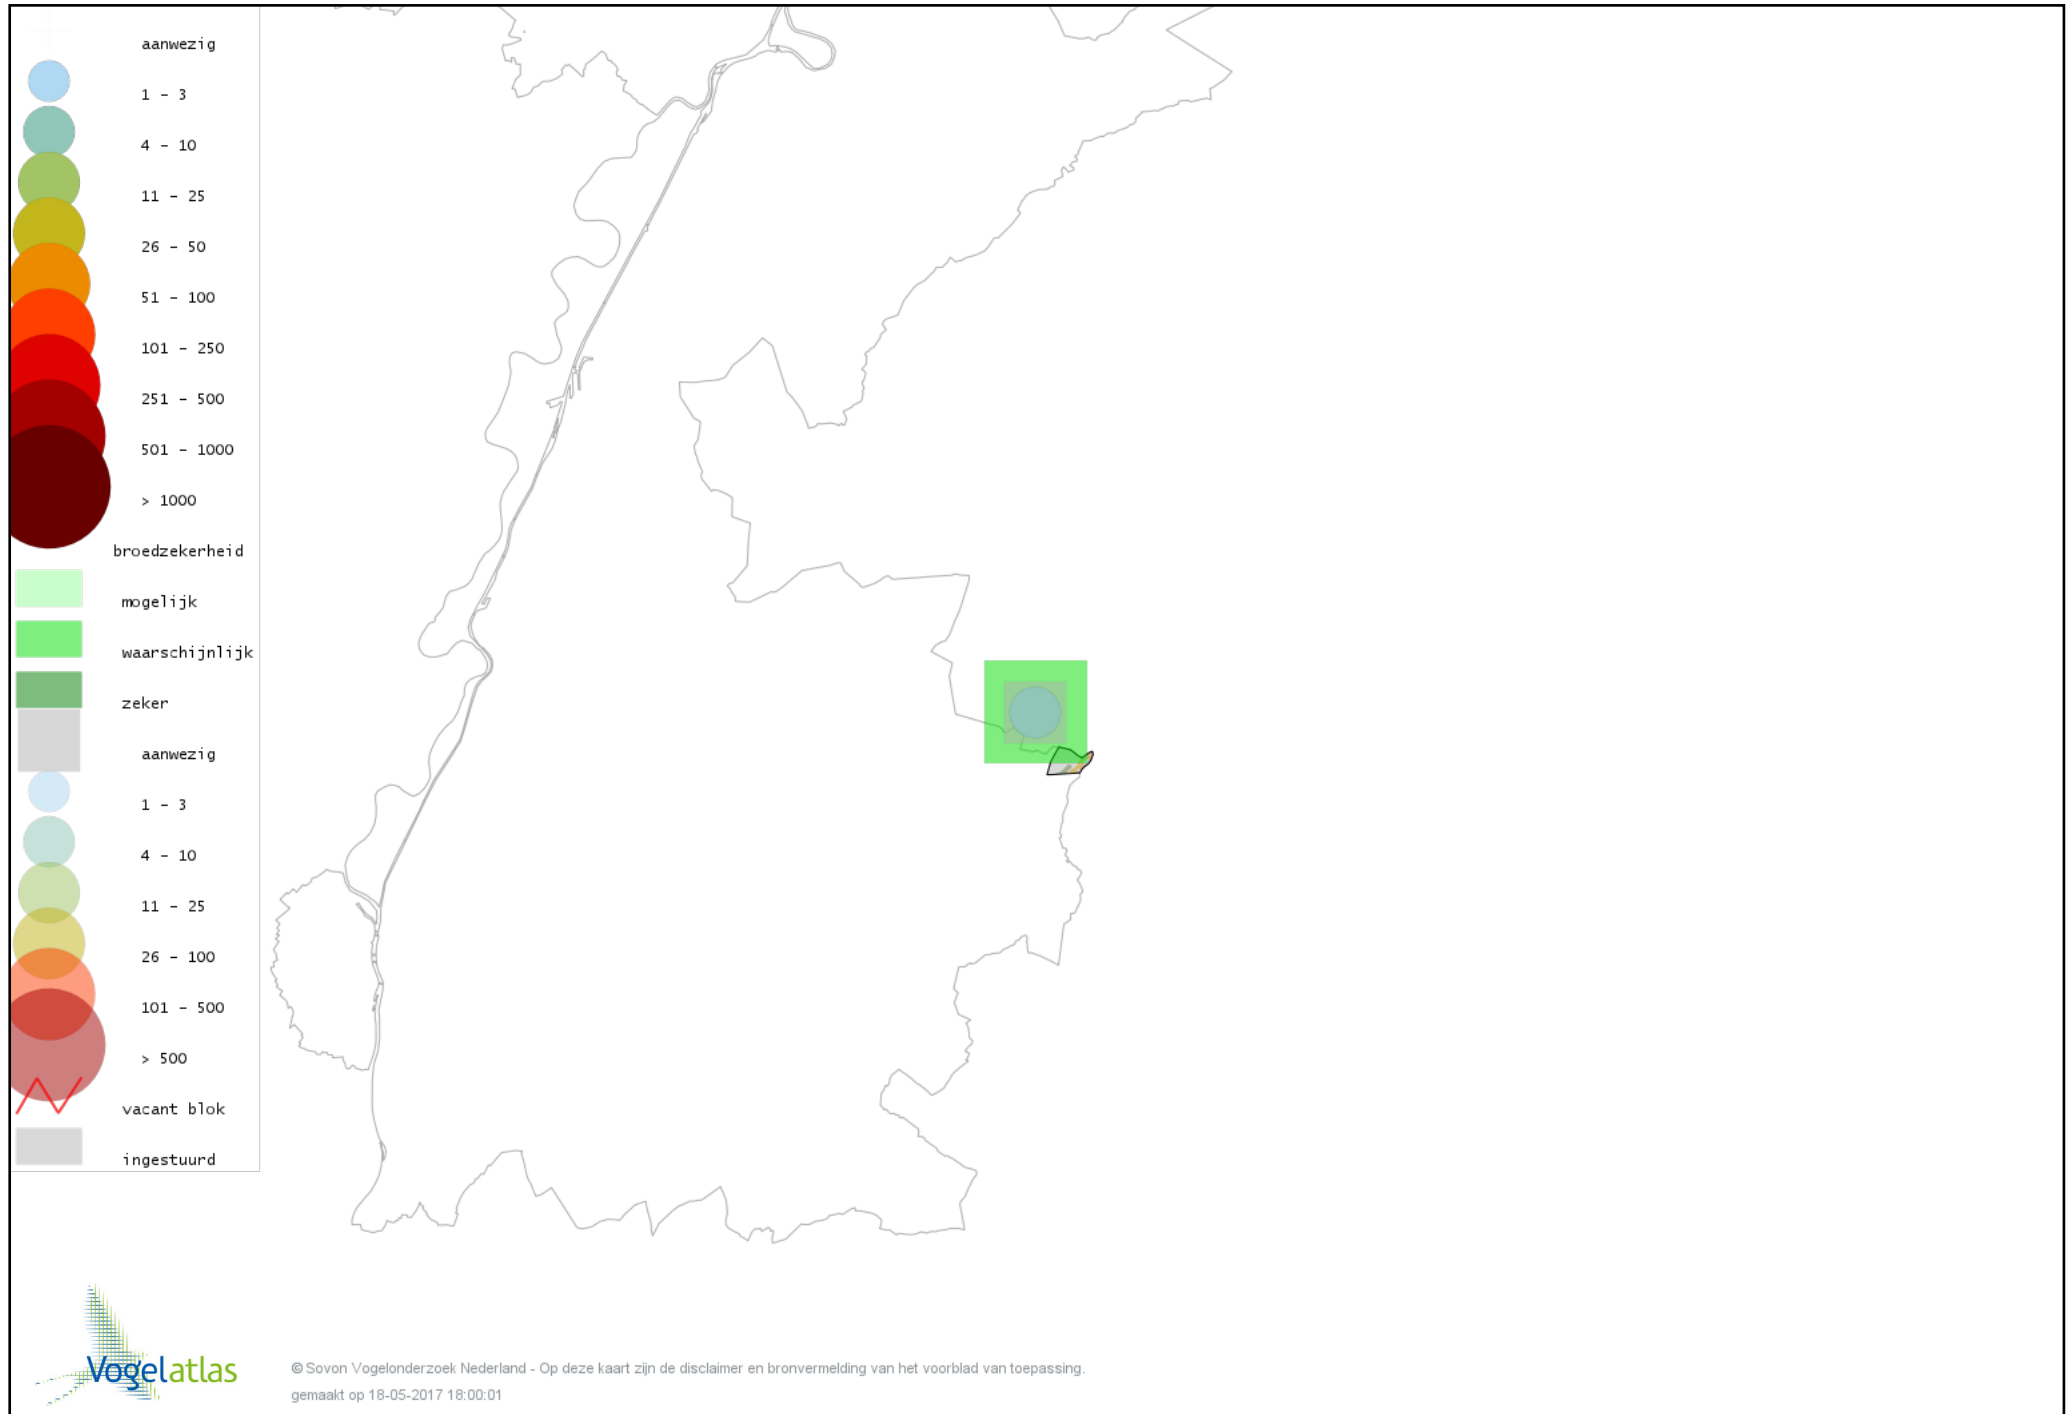 aanwezig
1 - 3
4 - 10
11 - 25
26 - 50
51 - 100
101 - 250
251 - 500
501 - 1000
> 1000
broedzekerheid
mogelijk
waarschijnlijk
zeker
aanwezig
1 - 3
4 - 10
11 - 25
26 - 100
101 - 500
> 500
vacant blok
ingestuurd
Vogelatlas
© Sovon Vogelonderzoek Nederland - Op deze kaart zijn de disclaimer en bronvermelding van het voorblad van toepassing.
gemaakt op 18-05-2017 18:00:01